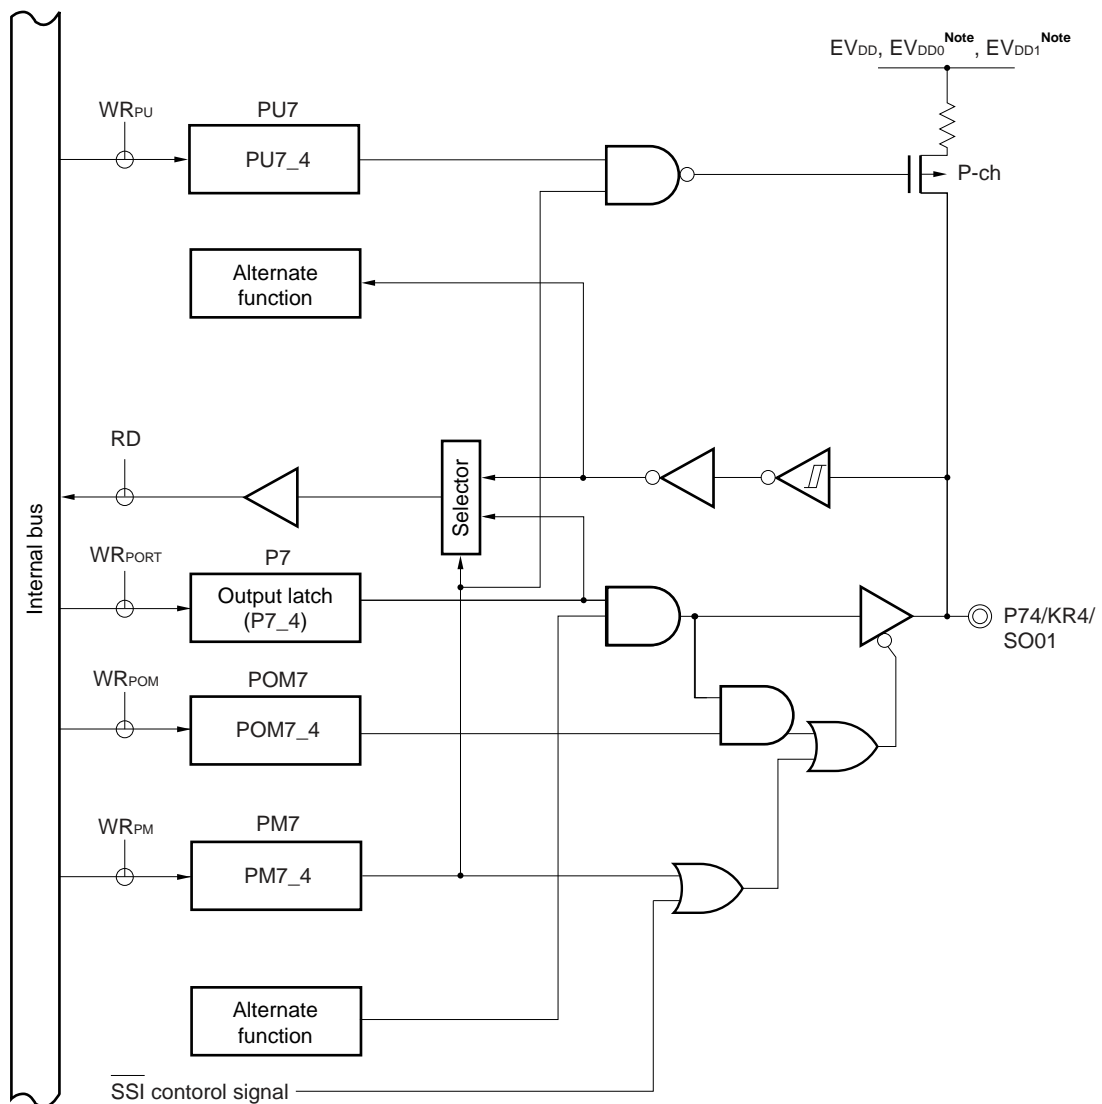 EVDD, EVDD0Note, EVDD1Note
WRPU
PU7
PU7_4
P-ch
Alternate
function
RD
Selector
Internal bus
WRPORT
P7
Output latch
(P7_4)
P74/KR4/
SO01
WRPOM
POM7
POM7_4
WRPM
PM7
PM7_4
Alternate
function
SSI contorol signal